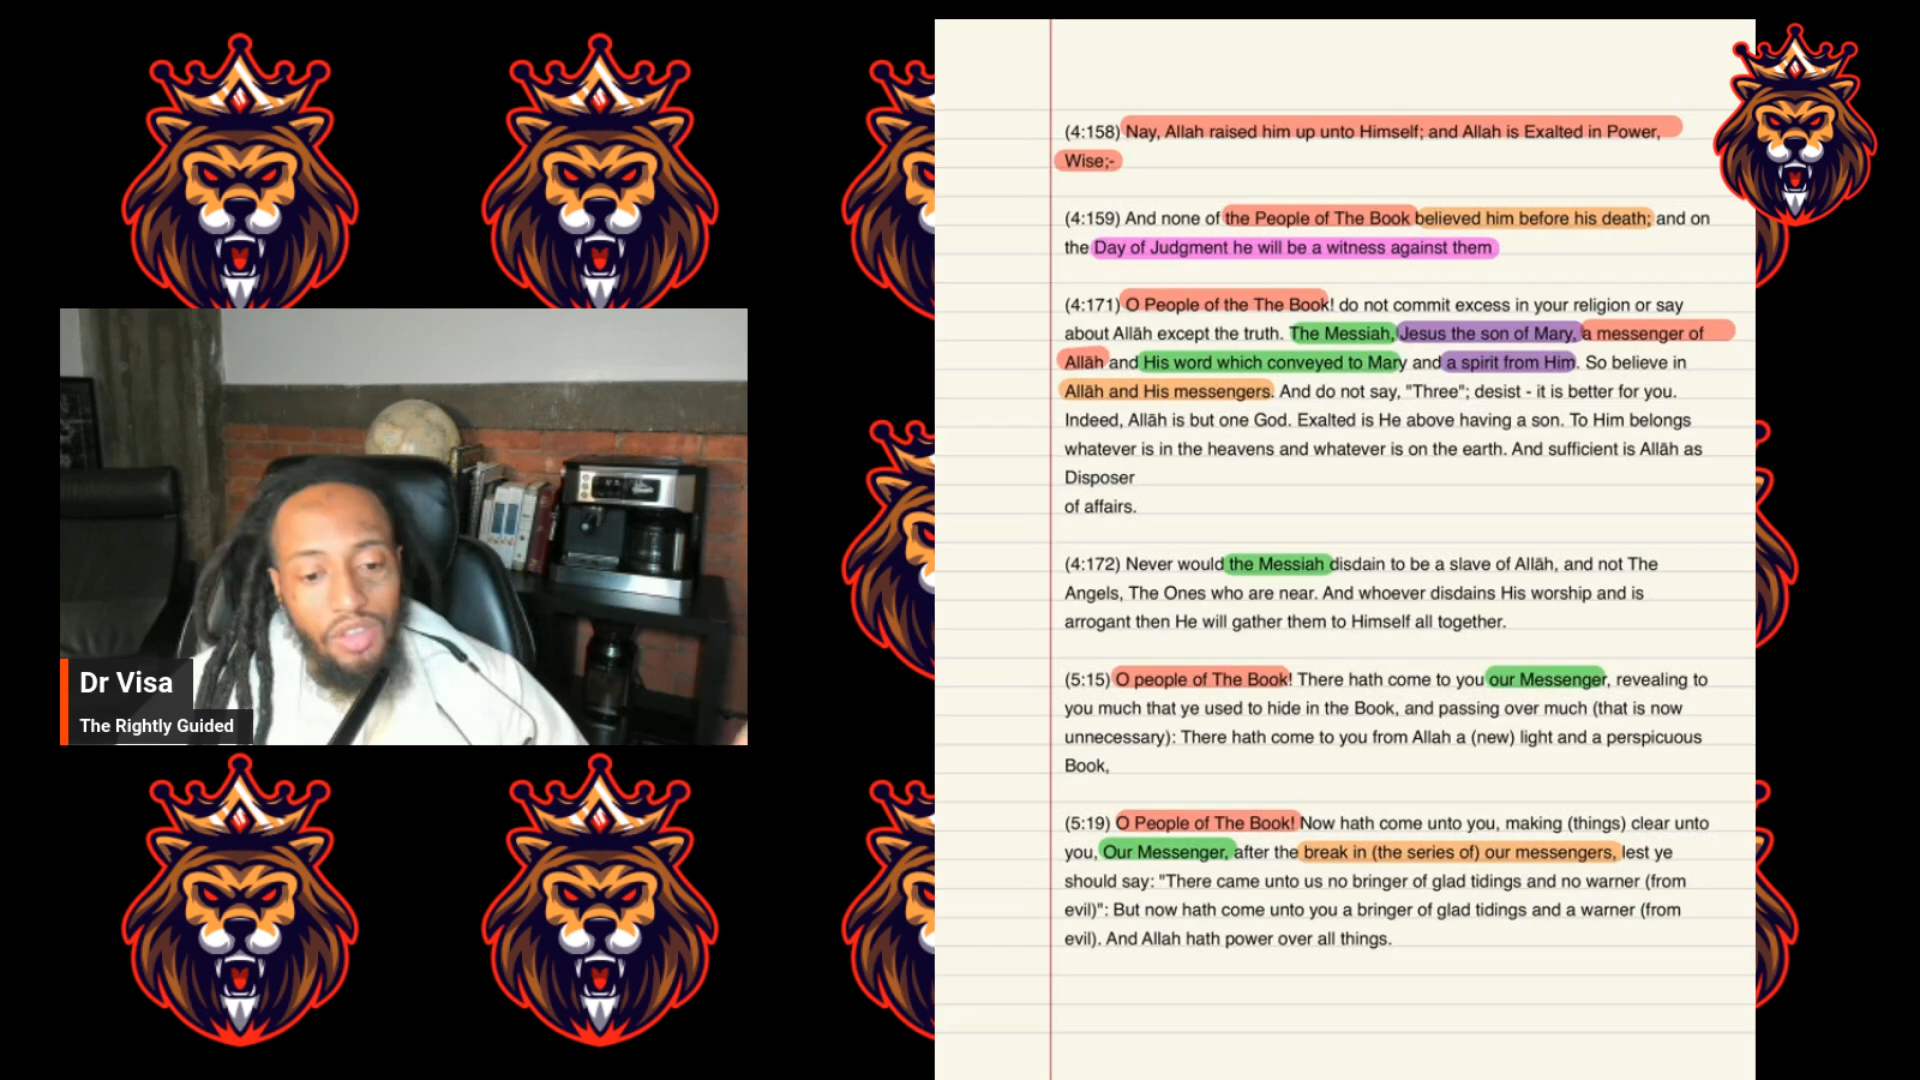 (4:158) Nay, Allah raised him up unto Himself; and Allah is Exalted in Power,
Wise;-
(4:159) And none of the People of The Book believed him before his death; and on
the Day of Judgment he will be a witness against them
(4:171) O People of the The Book! do not commit excess in your religion or say
about Allāh except the truth. The Messiah, Jesus the son of Mary, a messenger of
Allāh and His word which conveyed to Mary and a spirit from Him. So believe in
Allāh and His messengers. And do not say, "Three"; desist - it is better for you.
Indeed, Allāh is but one God. Exalted is He above having a son. To Him belongs
whatever is in the heavens and whatever is on the earth. And sufficient is Allāh as
Disposer
of affairs.
(4:172) Never would the Messiah disdain to be a slave of Allāh, and not The
Angels, The Ones who are near. And whoever disdains His worship and is
arrogant then He will gather them to Himself all together.
(5:15) O people of The Book! There hath come to you our Messenger, revealing to
you much that ye used to hide in the Book, and passing over much (that is now
unnecessary): There hath come to you from Allah a (new) light and a perspicuous
Book,
(5:19) O People of The Book! Now hath come unto you, making (things) clear unto
you, Our Messenger, after the break in (the series of) our messengers, lest ye
should say: "There came unto us no bringer of glad tidings and no warner (from
evil)": But now hath come unto you a bringer of glad tidings and a warner (from
evil). And Allah hath power over all things.
Dr Visa
The Rightly Guided